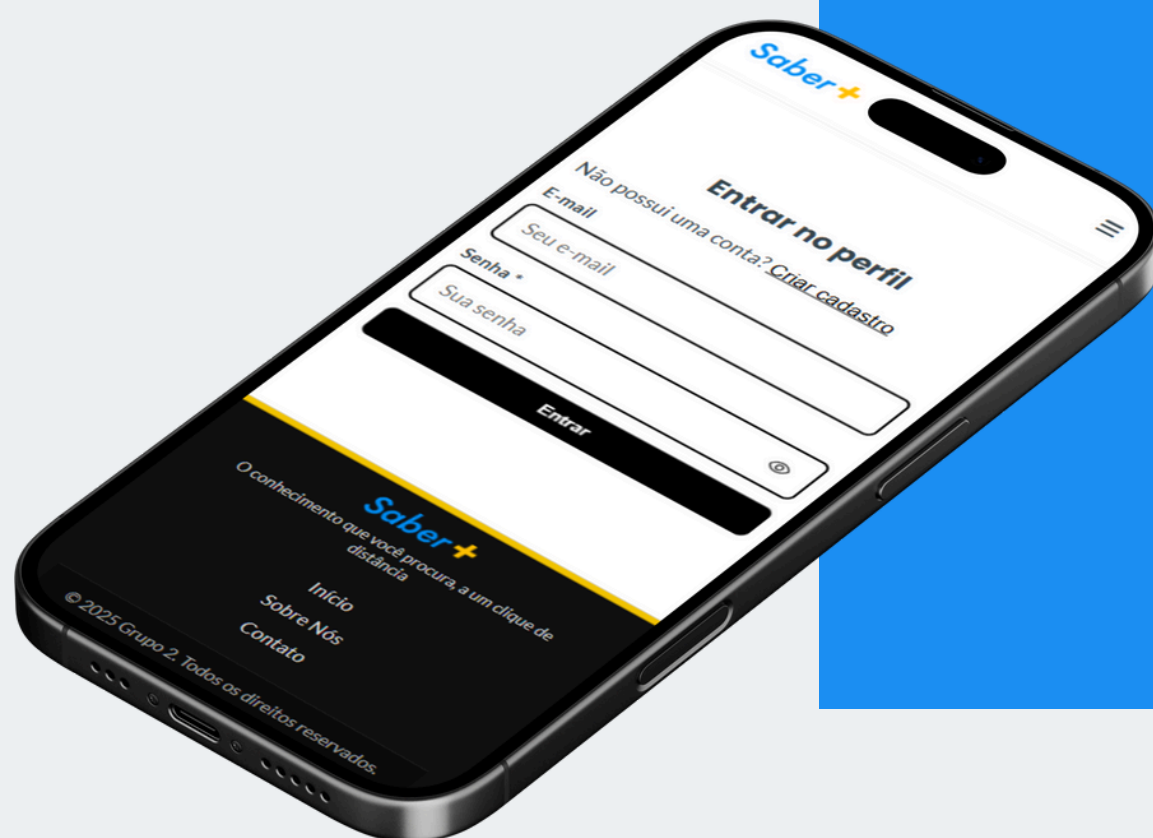 Saber+
Entrar no perfil
Não possui uma conta? Criar cadastro
E-mail
Seu e-mail
Senha *
Sua senha
Entrar
Saber+
O conhecimento que você procura, a um clique de
distância
Início
Sobre Nós
Contato
© 2025 Grupo 2. Todos os direitos reservados.